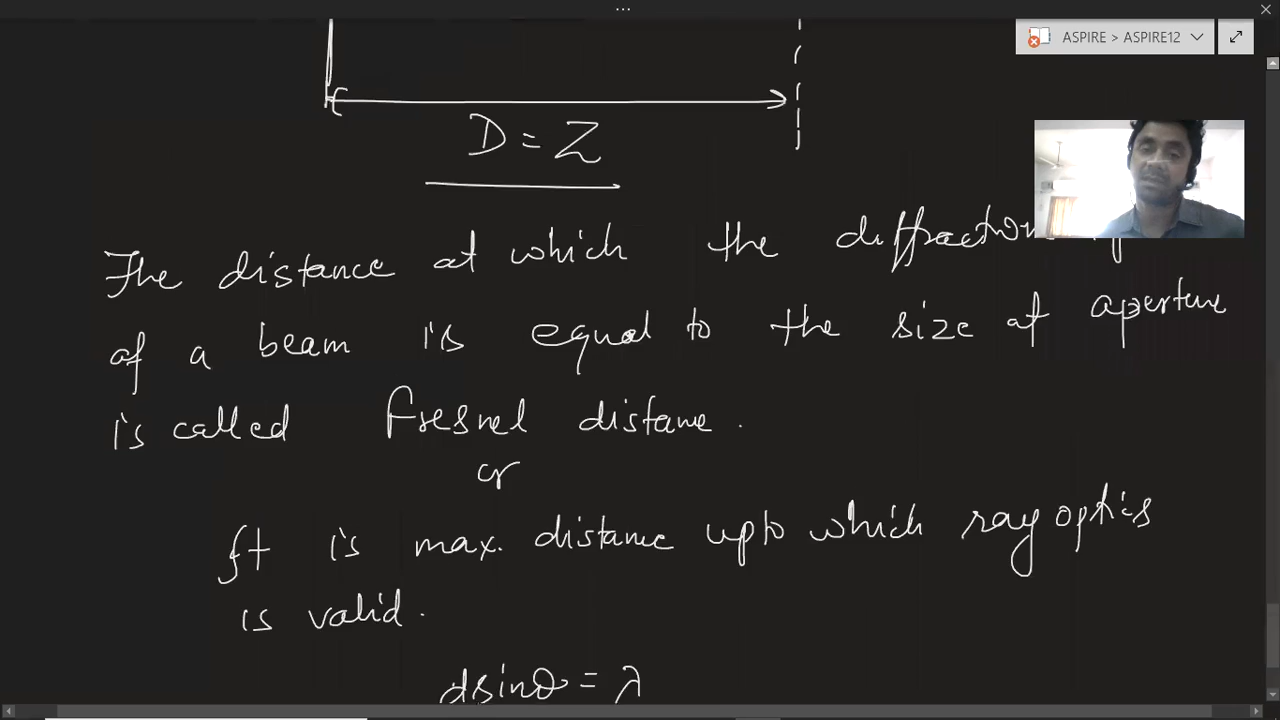 ...
ASPIRE > ASPIRE12
D = Z
The distance at which the diffraction
of a beam is equal to the size of aperture
is called fresnel distance.
or
It is max. distance upto which ray optics
is valid.
dsinθ = λ